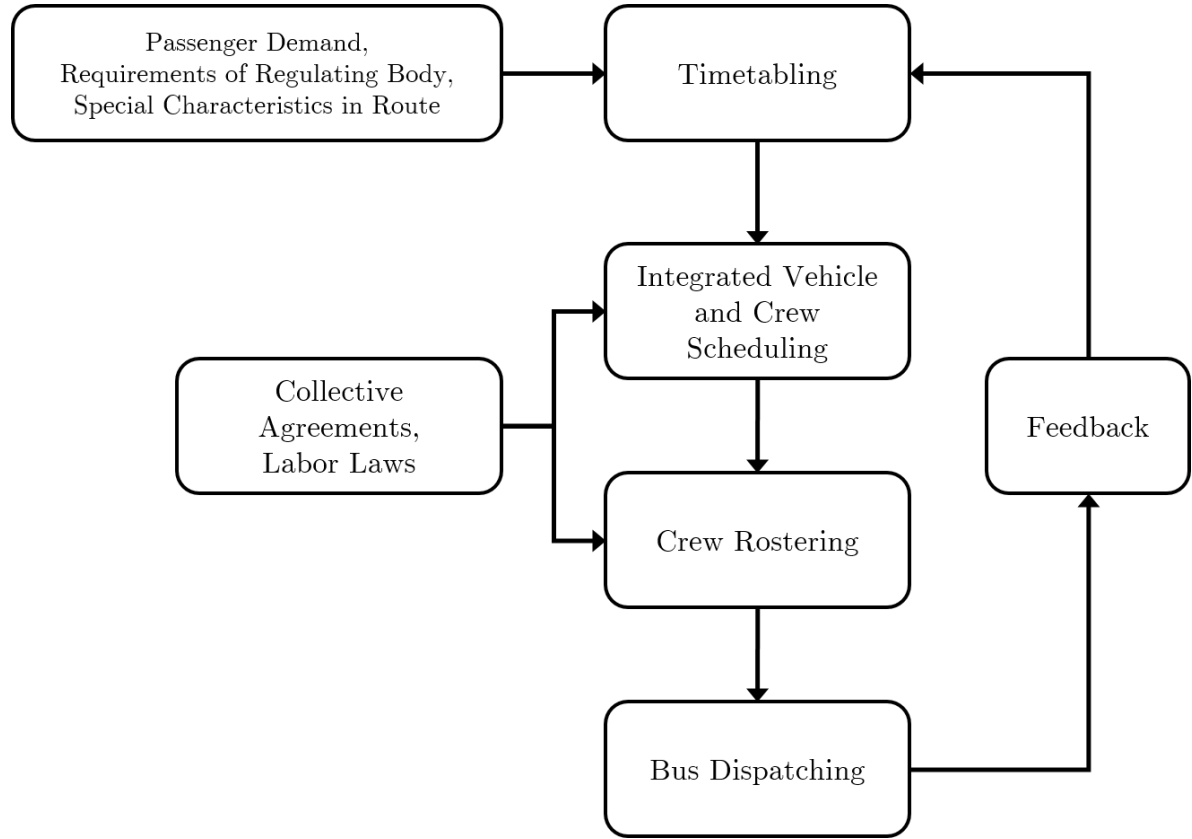 Passenger Demand,
Requirements of Regulating Body,
Special Characteristics in Route
Timetabling
Integrated Vehicle
and Crew
Scheduling
Collective
Agreements,
Labor Laws
Feedback
Crew Rostering
Bus Dispatching